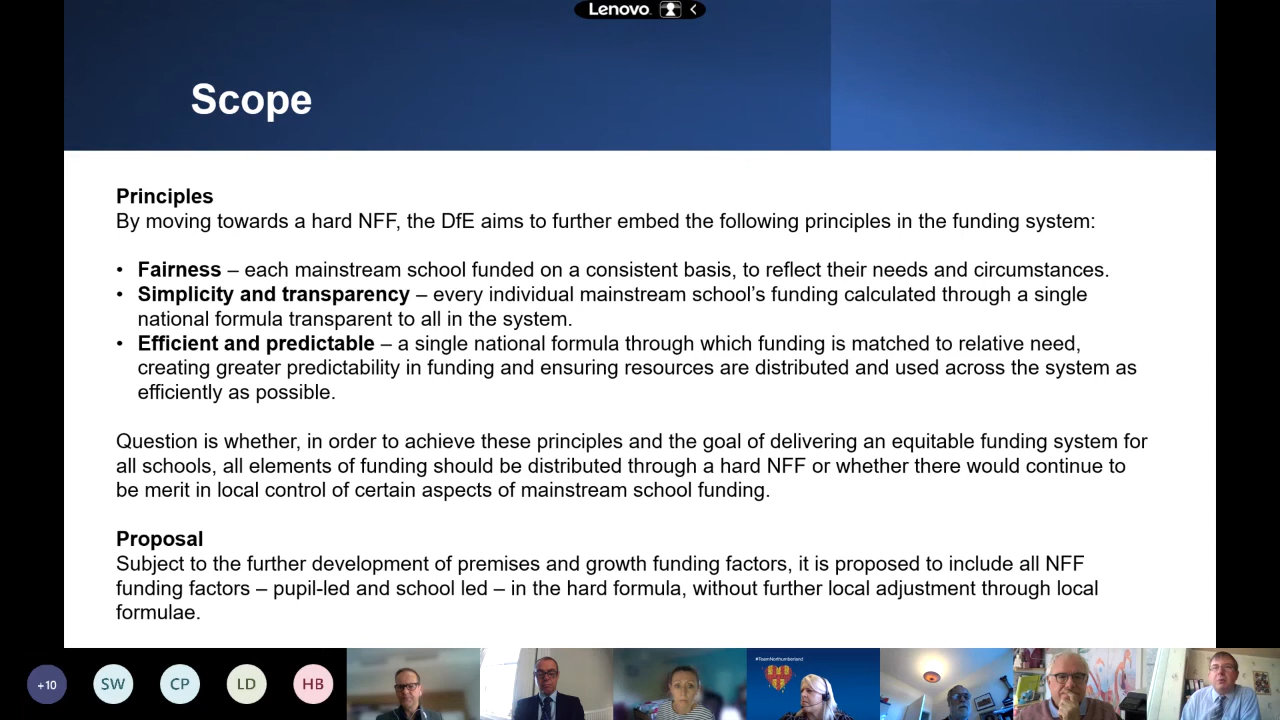 Lenovo
Scope
Principles
By moving towards a hard NFF, the DfE aims to further embed the following principles in the funding system:
• Fairness – each mainstream school funded on a consistent basis, to reflect their needs and circumstances.
• Simplicity and transparency – every individual mainstream school’s funding calculated through a single
national formula transparent to all in the system.
• Efficient and predictable – a single national formula through which funding is matched to relative need,
creating greater predictability in funding and ensuring resources are distributed and used across the system as
efficiently as possible.
Question is whether, in order to achieve these principles and the goal of delivering an equitable funding system for
all schools, all elements of funding should be distributed through a hard NFF or whether there would continue to
be merit in local control of certain aspects of mainstream school funding.
Proposal
Subject to the further development of premises and growth funding factors, it is proposed to include all NFF
funding factors – pupil-led and school led – in the hard formula, without further local adjustment through local
formulae.
#TeamNorthumberland
+10 SW CP LD HB